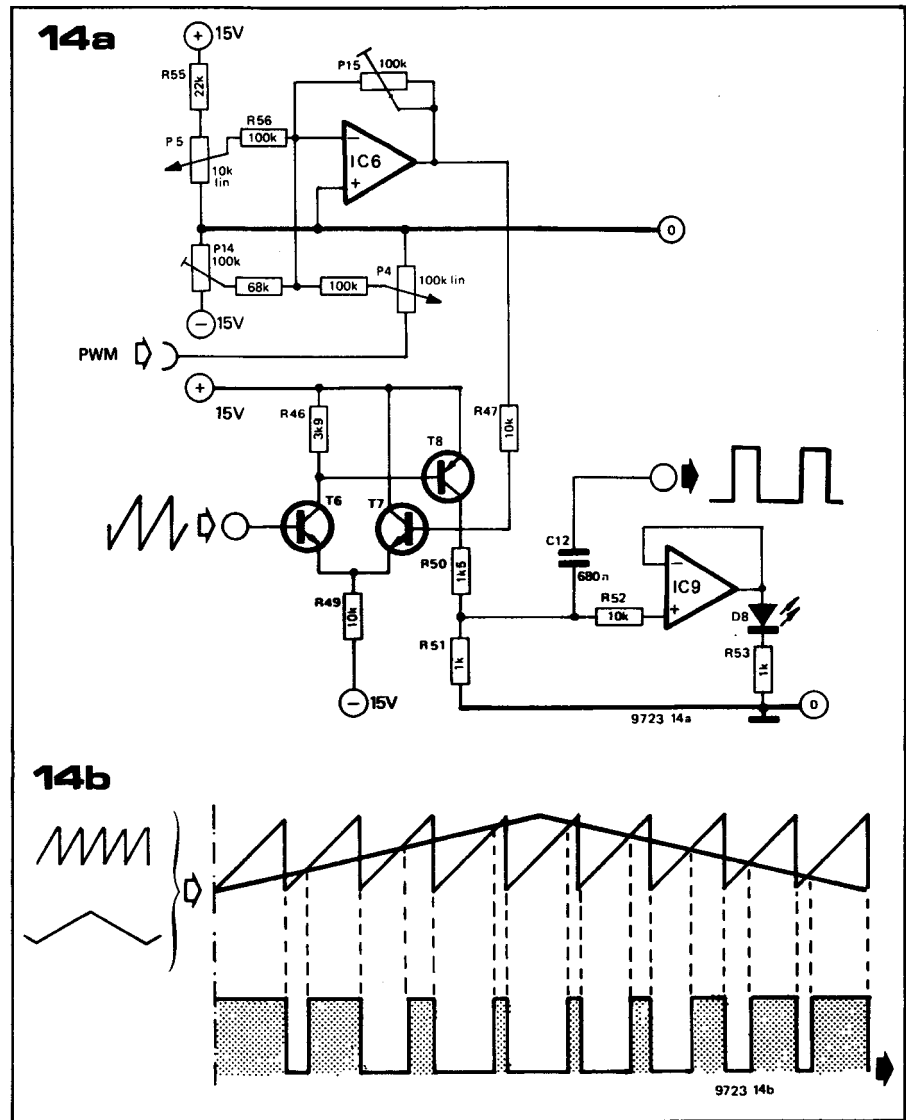 14a
+ 15V
R55
22k
P5
10k
lin
R56
100k
P15
100k
−
IC6
+
0
P14
100k
68k
100k
P4
100k lin
− 15V
PWM
+
15V
R46
3k9
T8
R47
10k
T6
T7
R50
1k5
C12
680n
R49
10k
R52
10k
−
IC9
+
D8
R51
1k
R53
1k
− 15V
0
9723 14a
14b
9723 14b